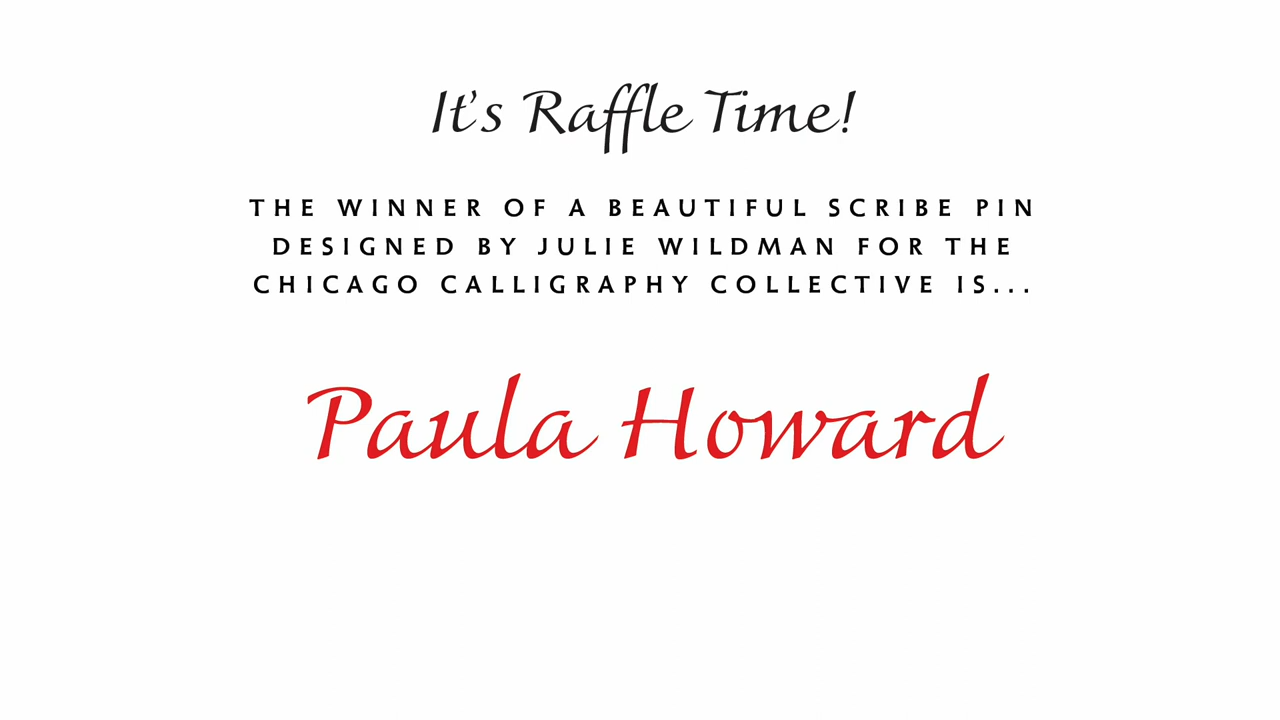 It's Raffle Time!
THE WINNER OF A BEAUTIFUL SCRIBE PIN
DESIGNED BY JULIE WILDMAN FOR THE
CHICAGO CALLIGRAPHY COLLECTIVE IS...
Paula Howard